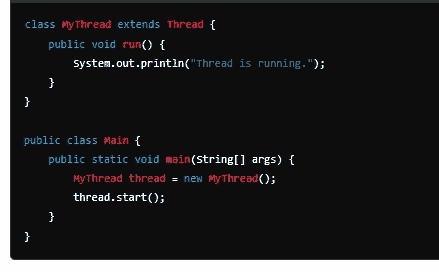 class MyThread extends Thread {
    public void run() {
        System.out.println("Thread is running.");
    }
}

public class Main {
    public static void main(String[] args) {
        MyThread thread = new MyThread();
        thread.start();
    }
}